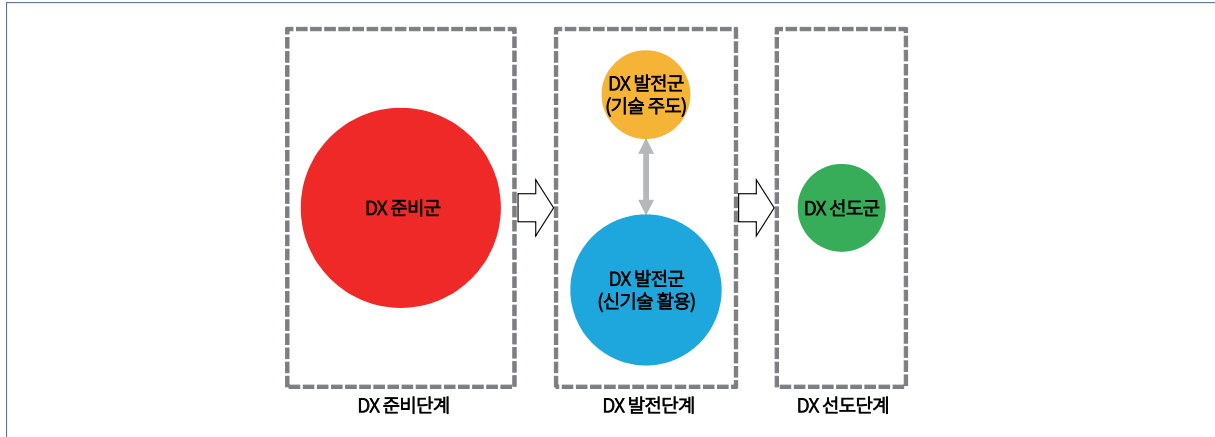 DX 준비군
DX 발전군
(기술 주도)
DX 발전군
(신기술 활용)
DX 선도군
DX 준비단계
DX 발전단계
DX 선도단계